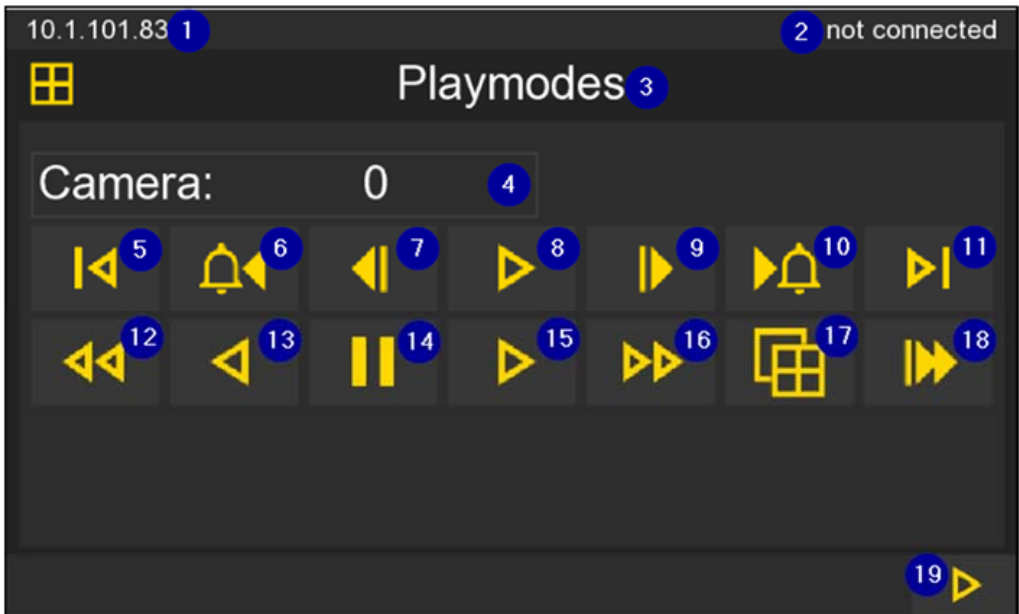 10.1.101.83 1 2 not connected
Playmodes 3
Camera: 0 4
5 6 7 8 9 10 11
12 13 14 15 16 17 18
19